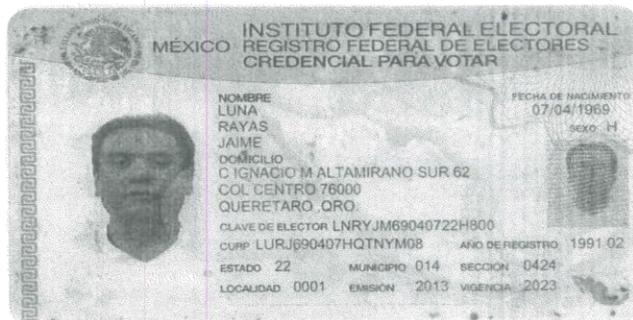 INSTITUTO FEDERAL ELECTORAL
MÉXICO REGISTRO FEDERAL DE ELECTORES
CREDENCIAL PARA VOTAR
NOMBRE
LUNA
RAYAS
JAIME
FECHA DE NACIMIENTO
07/04/1969
SEXO H
DOMICILIO
C IGNACIO M ALTAMIRANO SUR 62
COL CENTRO 76000
QUERETARO ,QRO.
CLAVE DE ELECTOR LNRYJM69040722H800
CURP LURJ690407HQTNYM08 AÑO DE REGISTRO 1991 02
ESTADO 22 MUNICIPIO 014 SECCION 0424
LOCALIDAD 0001 EMISIÓN 2013 VIGENCIA 2023